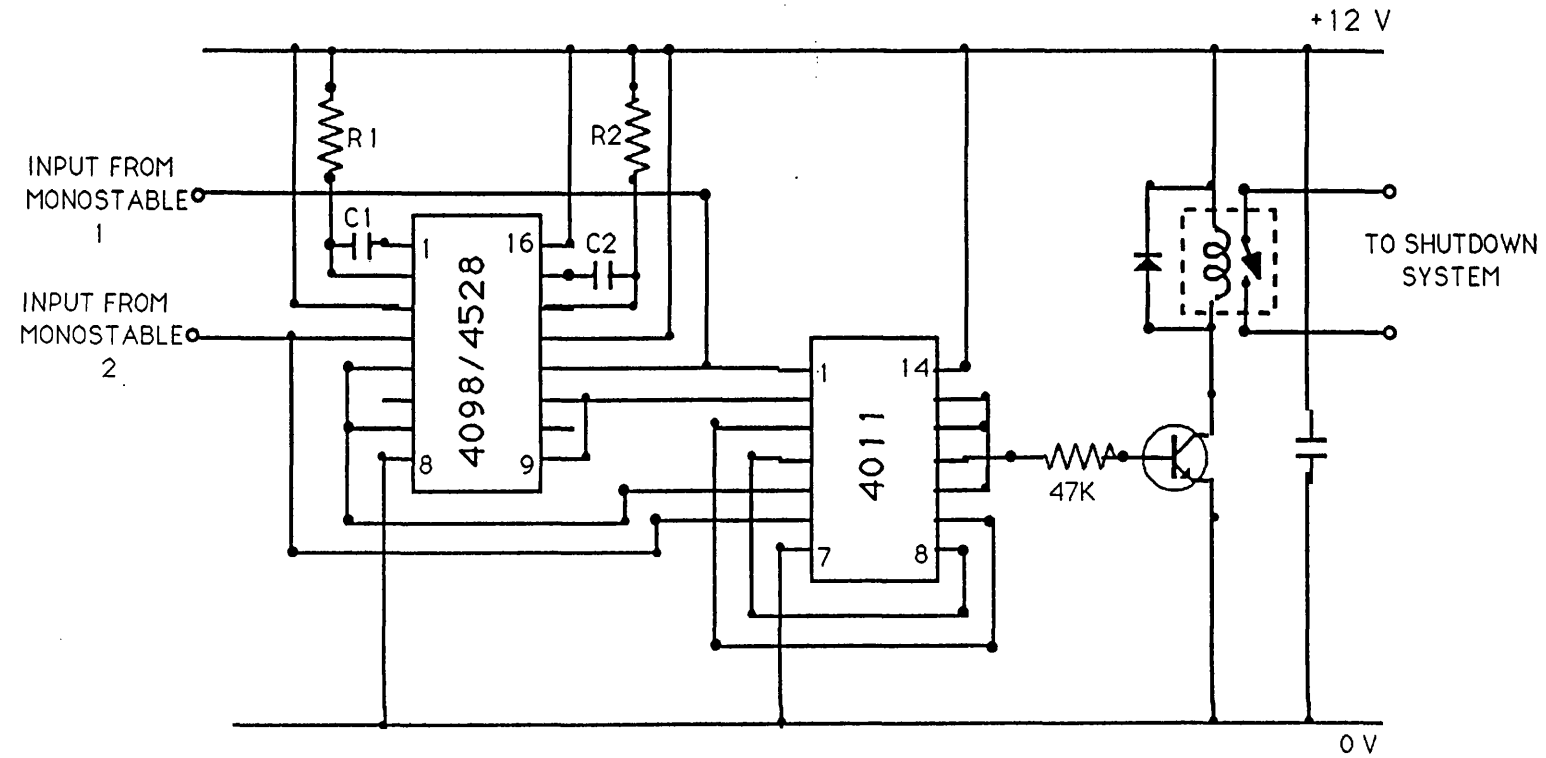 +12 V
R1
R2
INPUT FROM
MONOSTABLE
1
C1
1
16
C2
TO SHUTDOWN
SYSTEM
INPUT FROM
MONOSTABLE
2
4098/4528
1
14
4011
8
9
47K
7
8
0 V